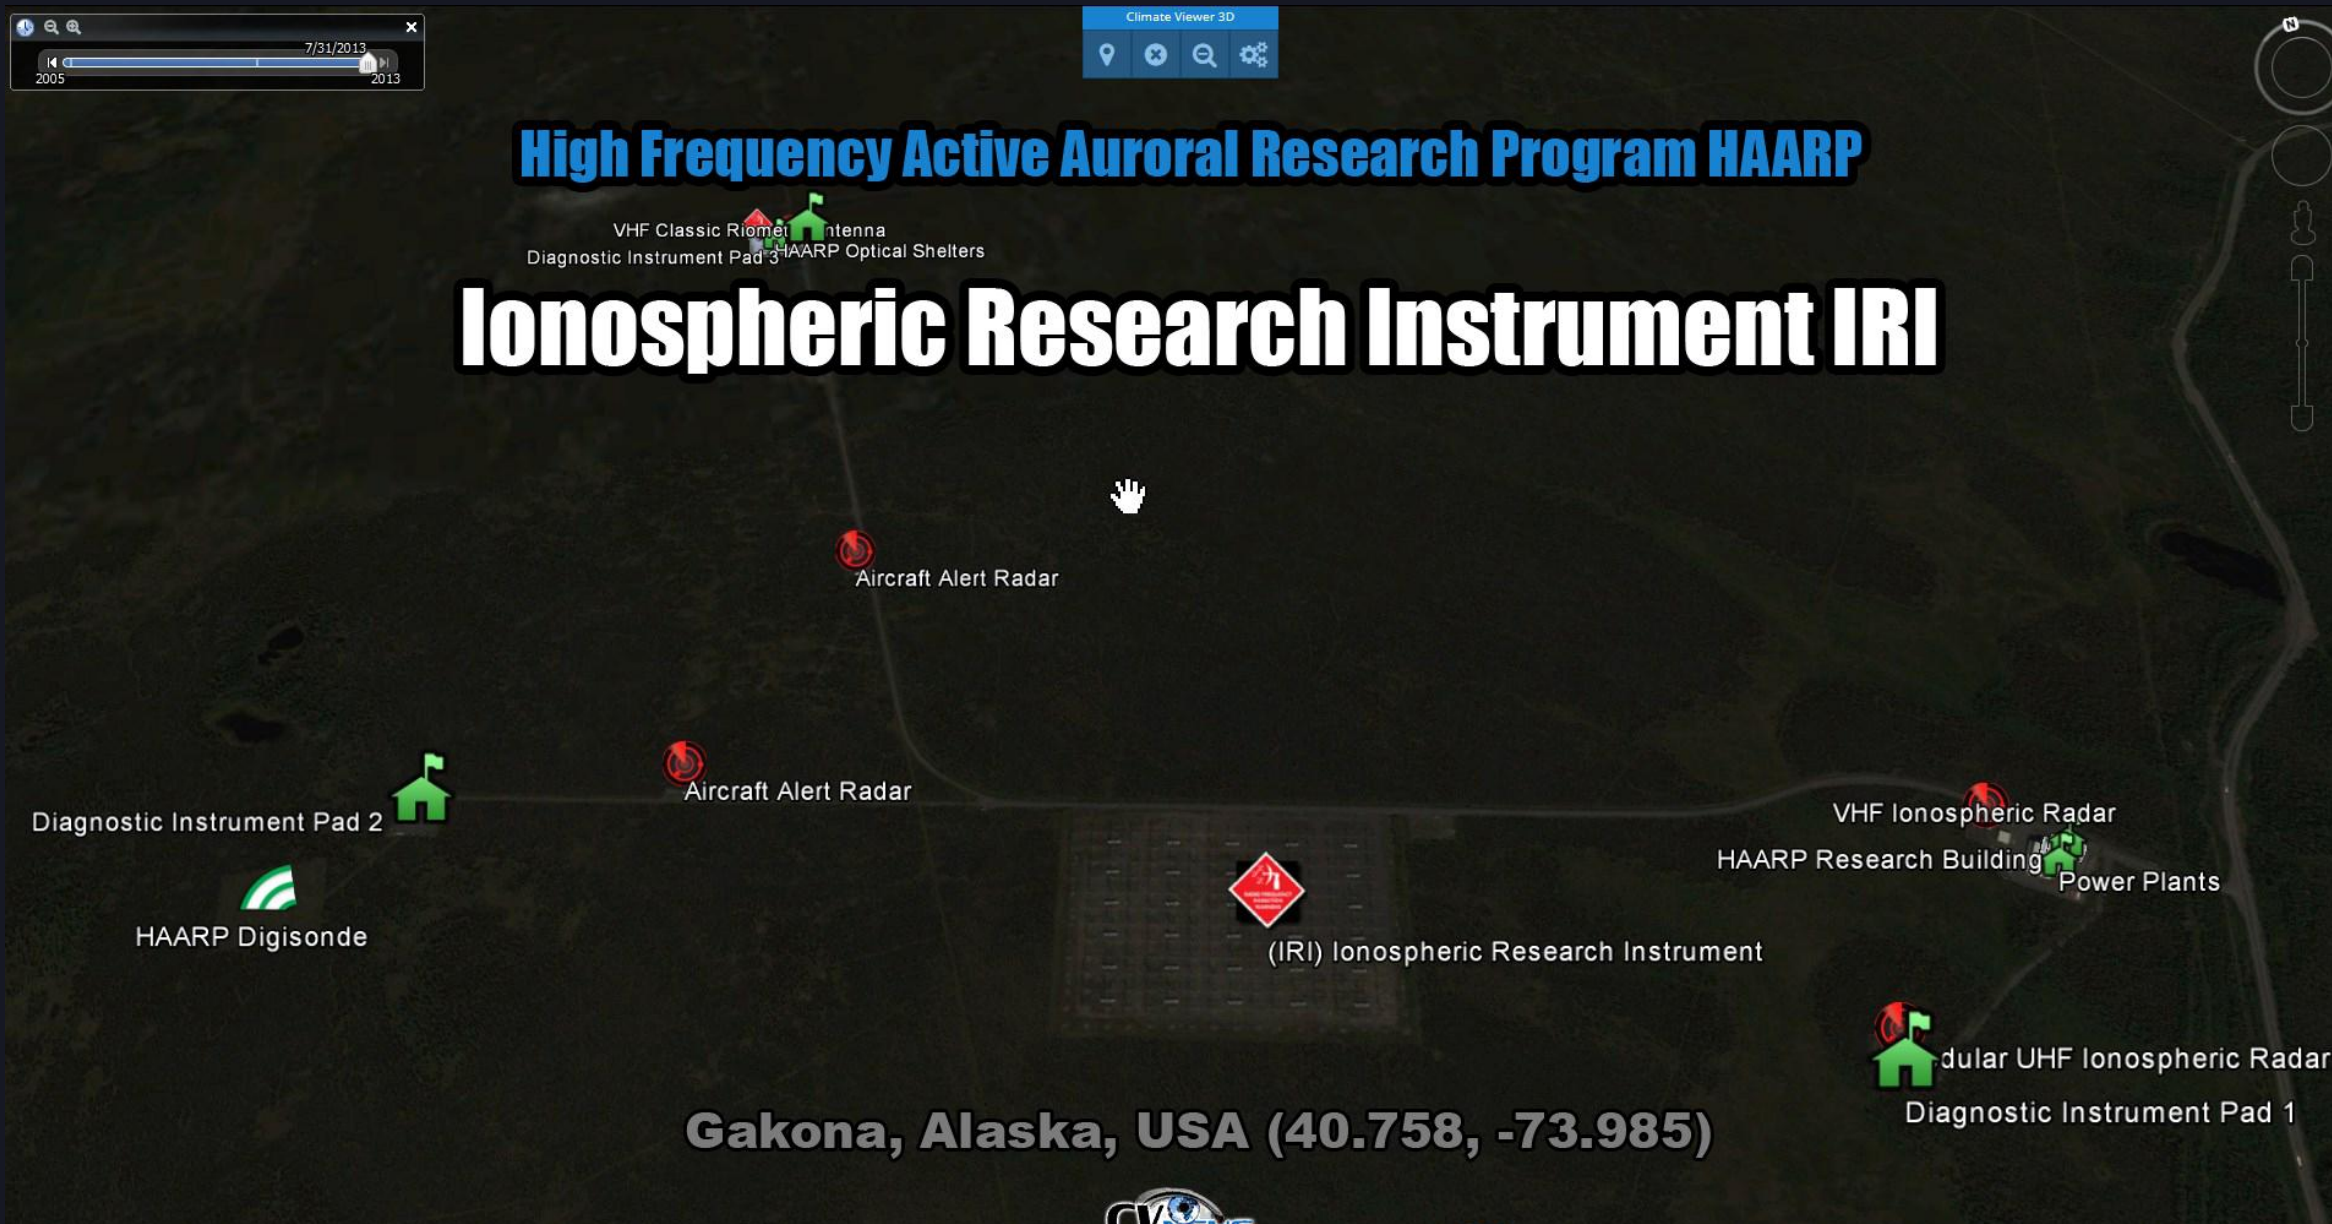 Climate Viewer 3D
7/31/2013
2005
2013
N
High Frequency Active Auroral Research Program HAARP
VHF Classic Riomet ntenna
Diagnostic Instrument Pad 3
HAARP Optical Shelters
Ionospheric Research Instrument IRI
Aircraft Alert Radar
Aircraft Alert Radar
Diagnostic Instrument Pad 2
HAARP Digisonde
VHF Ionospheric Radar
HAARP Research Building
Power Plants
(IRI) Ionospheric Research Instrument
dular UHF Ionospheric Radar
Diagnostic Instrument Pad 1
Gakona, Alaska, USA (40.758, -73.985)
CV